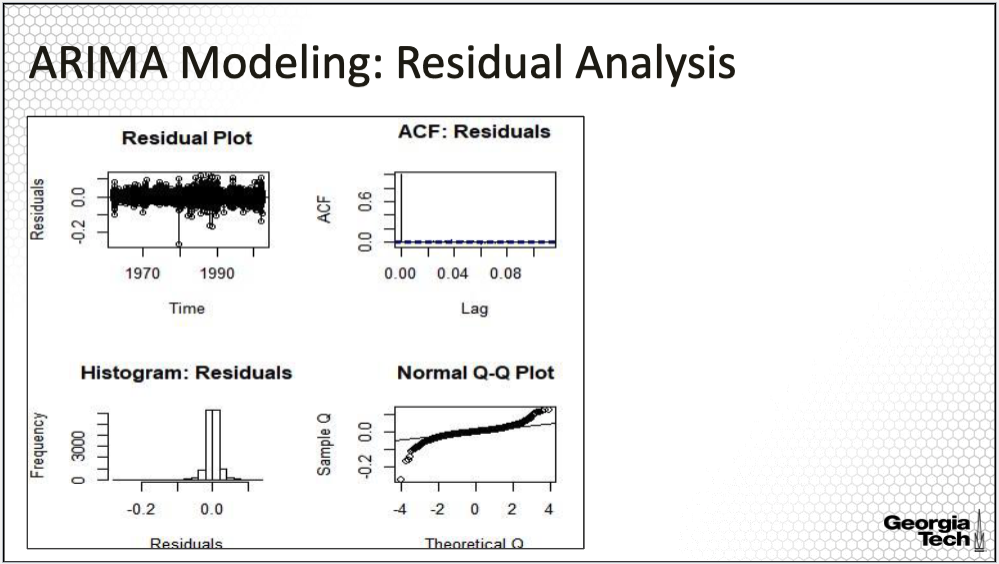 ARIMA Modeling: Residual Analysis
Residual Plot
Residuals
0.0
-0.2
1970 1990
Time
ACF: Residuals
ACF
0.6
0.0
0.00 0.04 0.08
Lag
Histogram: Residuals
Frequency
3000
0
-0.2 0.0
Residuals
Normal Q-Q Plot
Sample Q
0.0
-0.2
-4 -2 0 2 4
Theoretical Q
Georgia
Tech